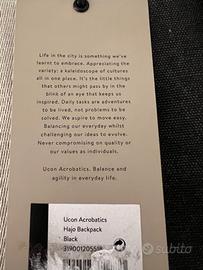 Life in the city is something we've
learnt to embrace. Appreciating the
variety; a kaleidoscope of cultures
all in one place. It's the little things
that others might pass by in the
blink of an eye that keeps us
inspired. Daily tasks are adventures
to be lived, not problems to be
solved. We aspire to move easy.
Balancing our everyday whilst
challenging our ideas to evolve.
Never compromising on quality or
our values as individuals.
Ucon Acrobatics. Balance and
agility in everyday life.
Ucon Acrobatics
Hajo Backpack
Black
subito